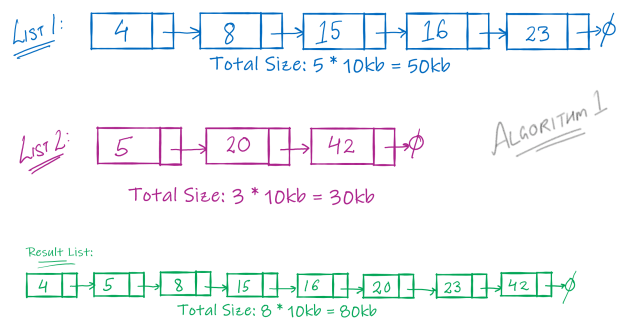 List 1: 4 8 15 16 23 ∅
Total Size: 5 * 10kb = 50kb
Algorithm 1
List 2: 5 20 42 ∅
Total Size: 3 * 10kb = 30kb
Result List:
4 5 8 15 16 20 23 42 ∅
Total Size: 8 * 10kb = 80kb